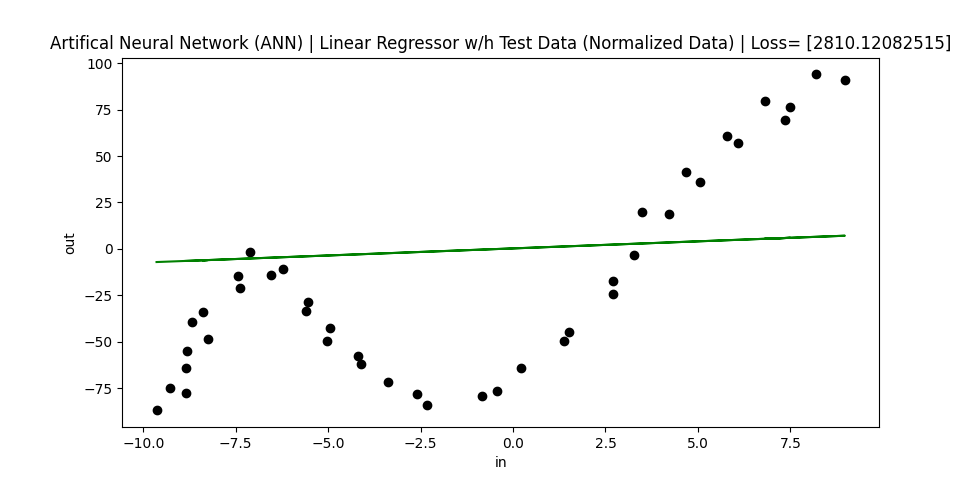 Artifical Neural Network (ANN) | Linear Regressor w/h Test Data (Normalized Data) | Loss= [2810.12082515]
100
75
50
25
0
−25
−50
−75
out
−10.0 −7.5 −5.0 −2.5 0.0 2.5 5.0 7.5
in